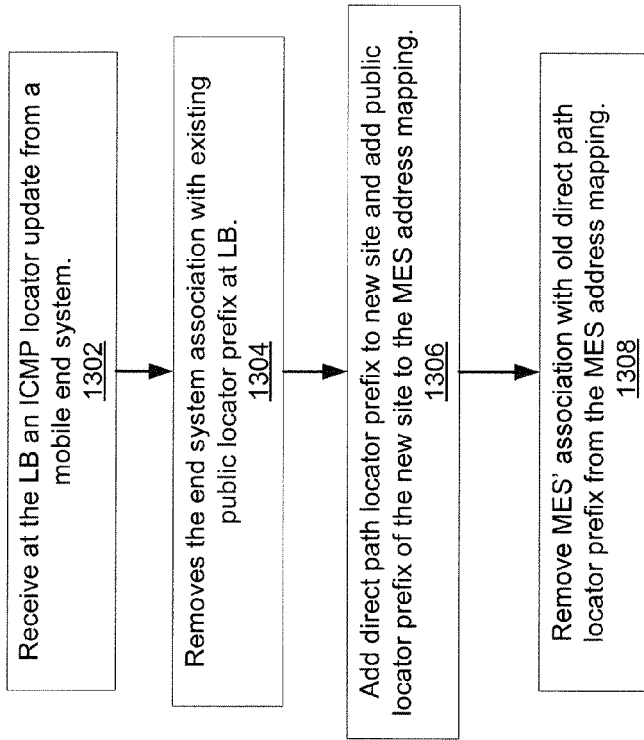 Receive at the LB an ICMP locator update from a
mobile end system.
1302
Removes the end system association with existing
public locator prefix at LB.
1304
Add direct path locator prefix to new site and add public
locator prefix of the new site to the MES address mapping.
1306
Remove MES' association with old direct path
locator prefix from the MES address mapping.
1308